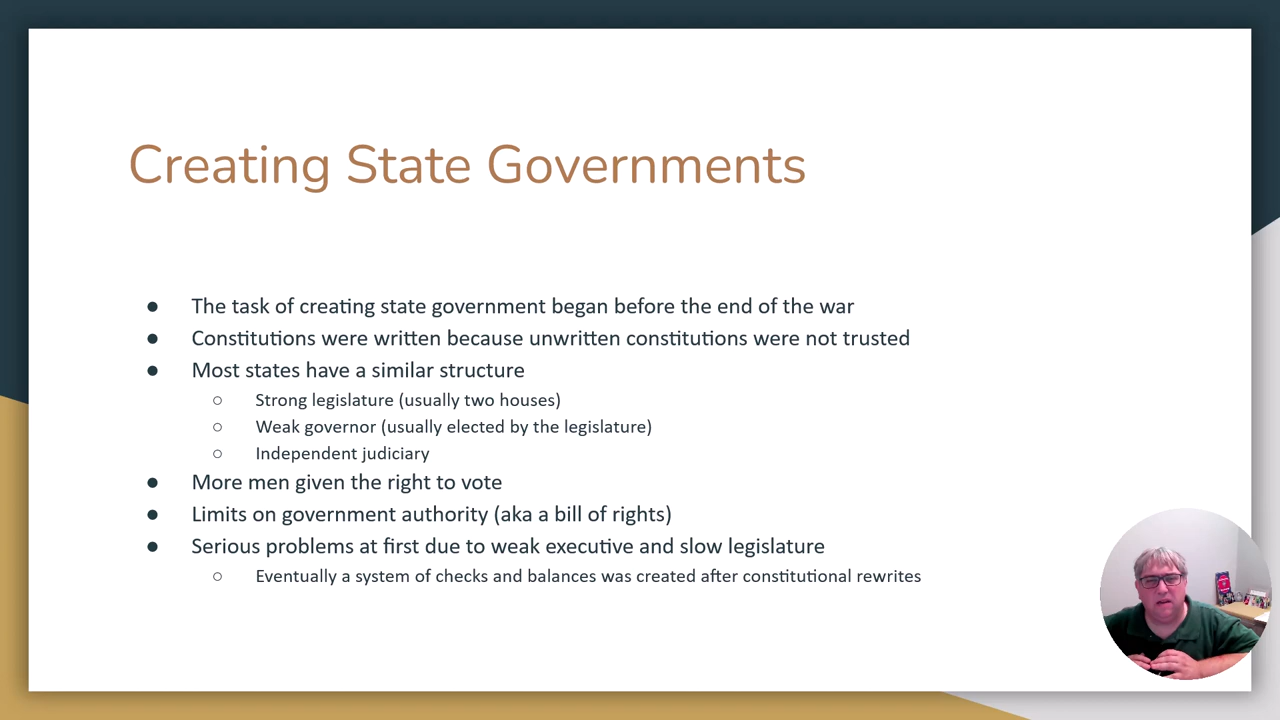 Creating State Governments
● The task of creating state government began before the end of the war
● Constitutions were written because unwritten constitutions were not trusted
● Most states have a similar structure
○ Strong legislature (usually two houses)
○ Weak governor (usually elected by the legislature)
○ Independent judiciary
● More men given the right to vote
● Limits on government authority (aka a bill of rights)
● Serious problems at first due to weak executive and slow legislature
○ Eventually a system of checks and balances was created after constitutional rewrites